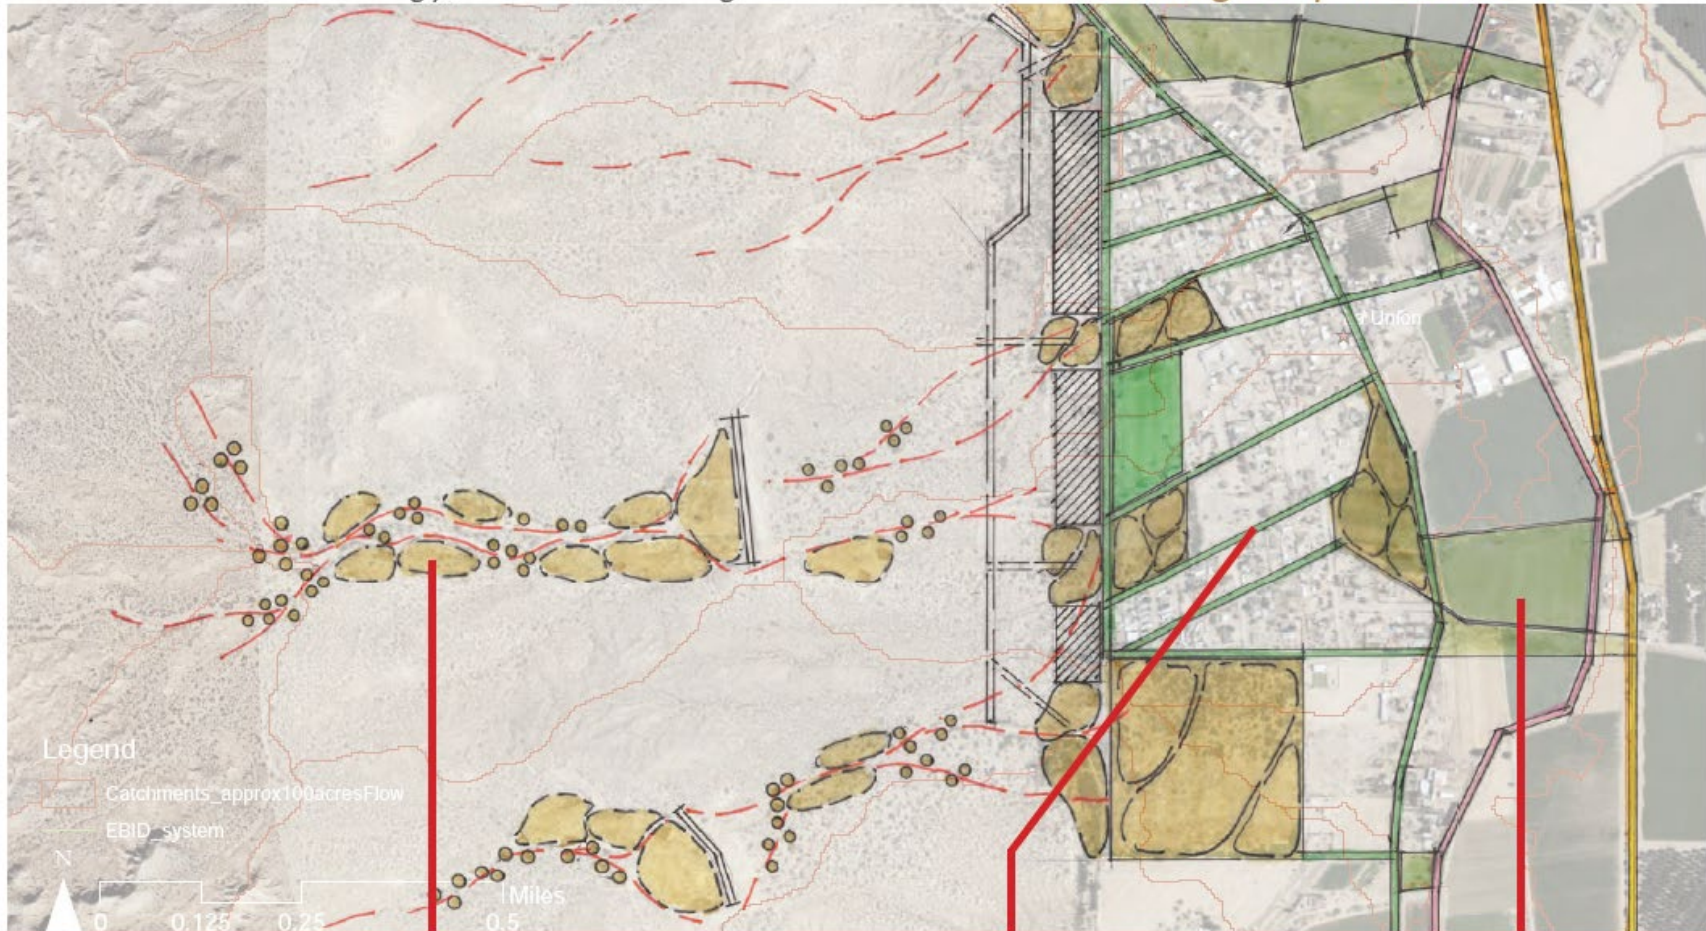 Union
Legend
Catchments_approx100acresFlow
EBID_system
N
Miles
0 0.125 0.25 0.5